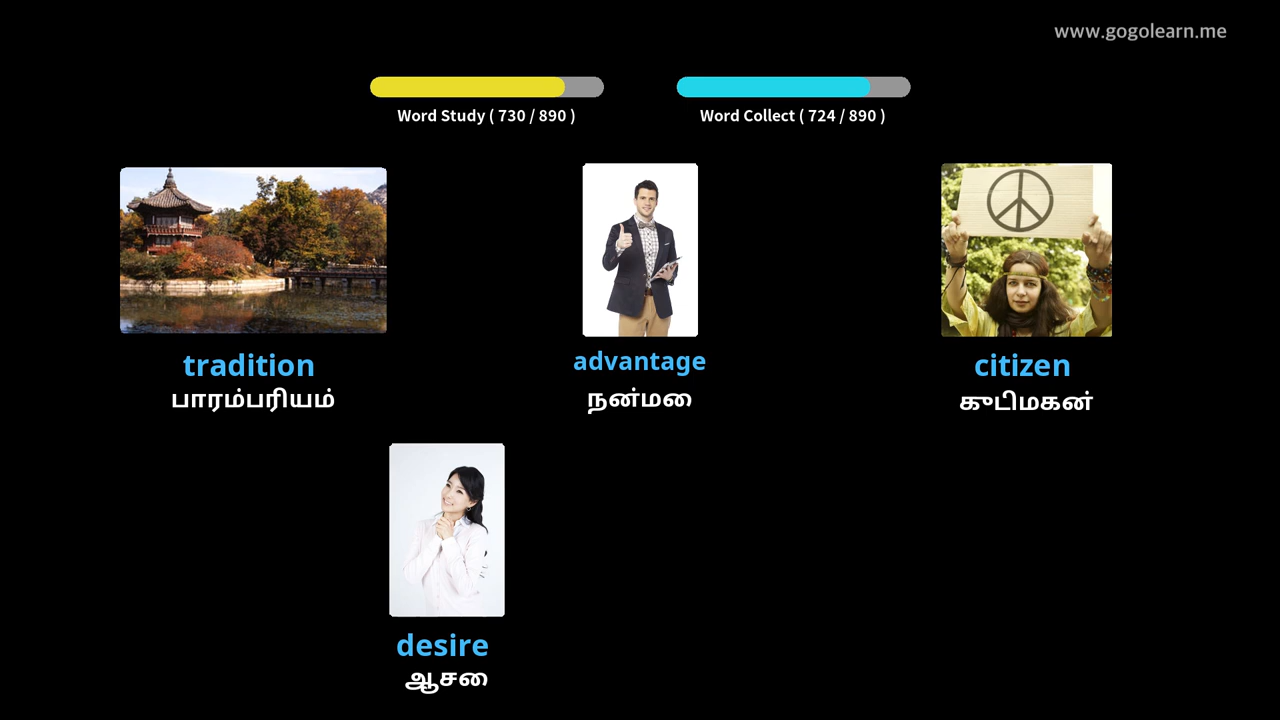 www.gogolearn.me
Word Study ( 730 / 890 )
Word Collect ( 724 / 890 )
tradition
பாரம்பரியம்
advantage
நன்மை
citizen
குடிமகன்
desire
ஆசை